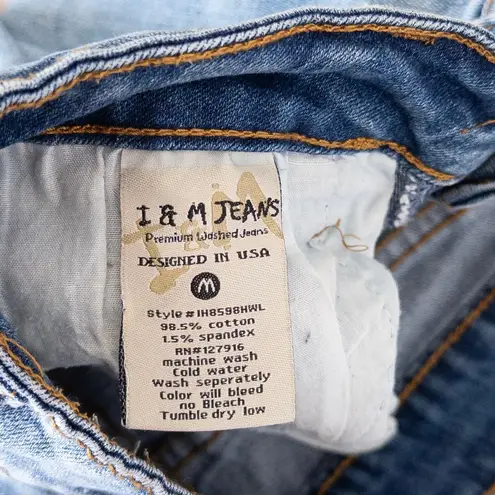 I & M JEANS
Premium Washed Jeans
DESIGNED IN USA
M
Style #IH8598HWL
98.5% cotton
1.5% spandex
RN#127916
machine wash
Cold water
Wash seperately
Color will bleed
no Bleach
Tumble dry low